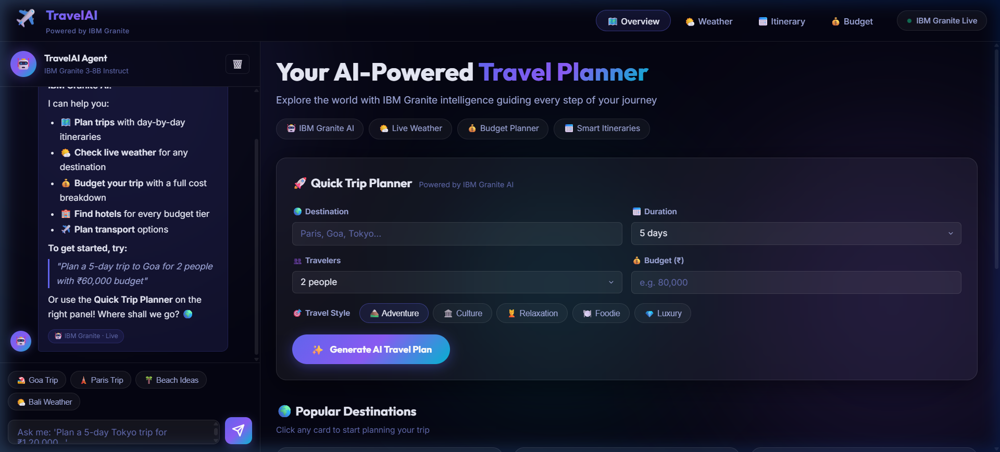 TravelAI
Powered by IBM Granite
Overview
Weather
Itinerary
Budget
IBM Granite Live
TravelAI Agent
IBM Granite 3-8B Instruct
IBM Granite AI!
I can help you:
Plan trips with day-by-day
itineraries
Check live weather for any
destination
Budget your trip with a full cost
breakdown
Find hotels for every budget tier
Plan transport options
To get started, try:
"Plan a 5-day trip to Goa for 2 people
with ₹60,000 budget"
Or use the Quick Trip Planner on the
right panel! Where shall we go?
IBM Granite · Live
Goa Trip
Paris Trip
Beach Ideas
Bali Weather
Ask me: 'Plan a 5-day Tokyo trip for
₹1,20,000...'
Your AI-Powered Travel Planner
Explore the world with IBM Granite intelligence guiding every step of your journey
IBM Granite AI
Live Weather
Budget Planner
Smart Itineraries
Quick Trip Planner Powered by IBM Granite AI
Destination
Paris, Goa, Tokyo...
Duration
5 days
Travelers
2 people
Budget (₹)
e.g. 80,000
Travel Style
Adventure
Culture
Relaxation
Foodie
Luxury
Generate AI Travel Plan
Popular Destinations
Click any card to start planning your trip